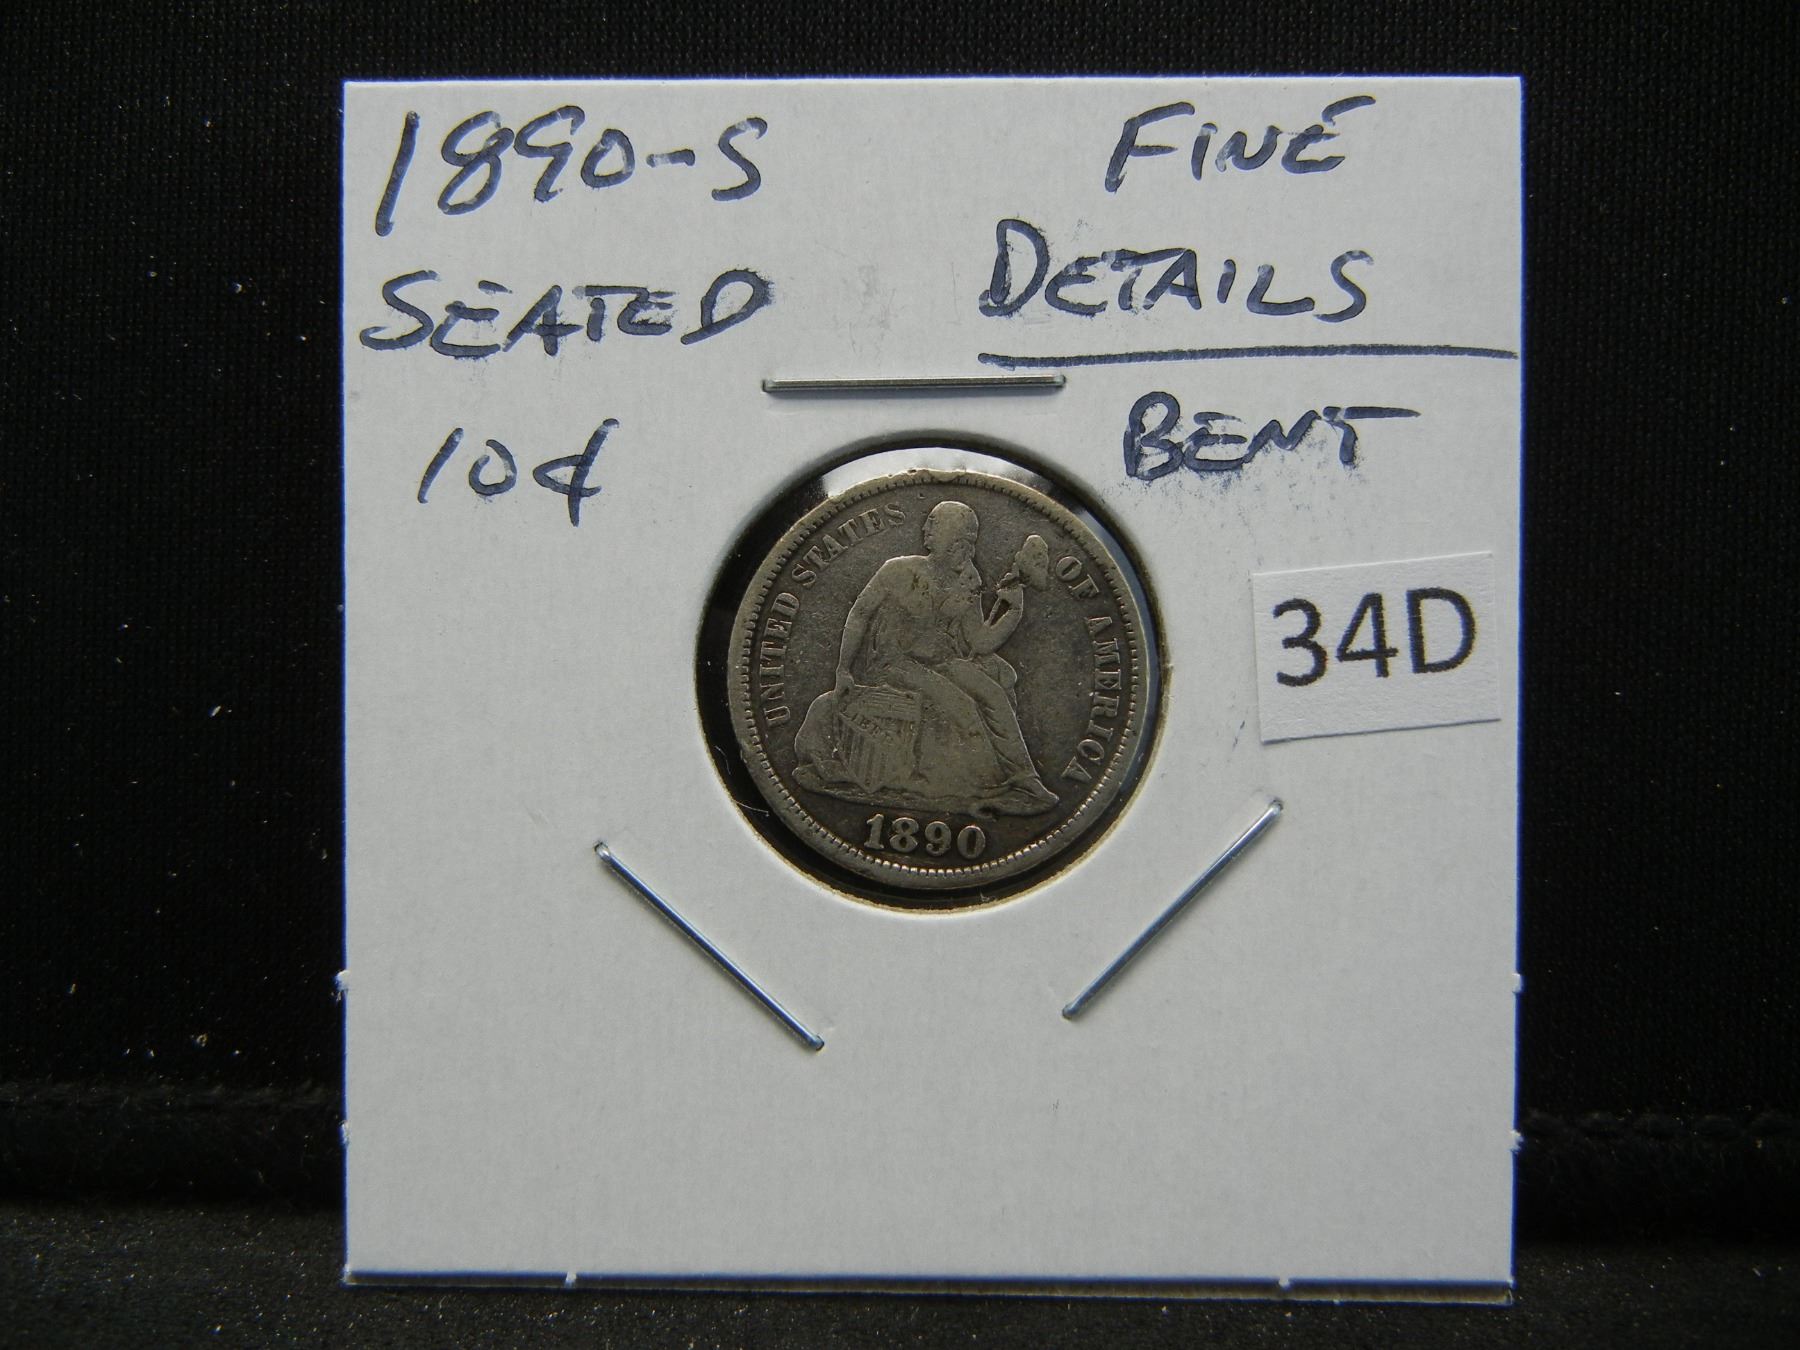 1890-S
SEATED
10¢
FINE
DETAILS
BENT
34D
UNITED STATES OF AMERICA
1890